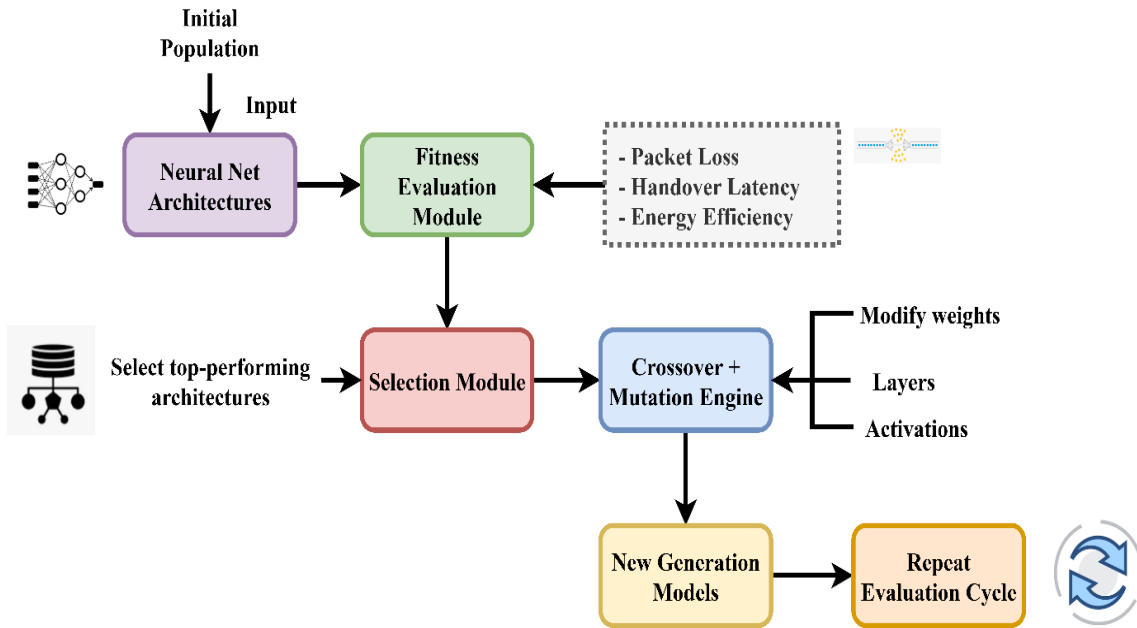 Initial
Population
Input
Neural Net
Architectures
Fitness
Evaluation
Module
- Packet Loss
- Handover Latency
- Energy Efficiency
Select top-performing
architectures
Selection Module
Crossover +
Mutation Engine
Modify weights
Layers
Activations
New Generation
Models
Repeat
Evaluation Cycle